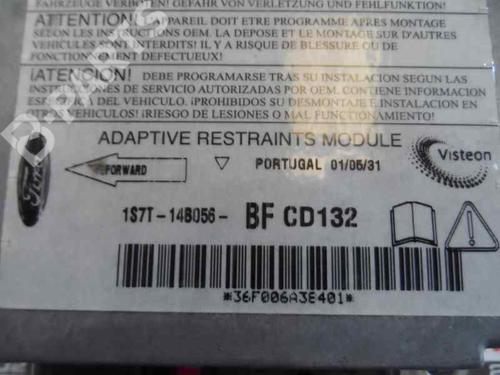 FAHRZEUGE VERBOTEN! GEFAHR VON VERLETZUNG UND FEHLFUNKTION!
ATTENTION! APPAREIL DOIT ETRE PROGRAMME APRÈS MONTAGE
SELON LES INSTRUCTIONS OEM. LA DEPOSE ET LE MONTAGE SUR D'AUTRES
VEHICULES SONT INTERDITS! IL Y A RISQUE DE BLESSURE OU DE
FONCTIONNEMENT DEFECTUEUX!
¡ATENCION! DEBE PROGRAMARSE TRAS SU INSTALACION SEGUN LAS
INSTRUCCIONES DE SERVICIO AUTORIZADAS POR OEM. CONTIENE INFORMACION
ESPECIFICA DEL VEHICULO. ¡PROHIBIDOS SU DESMONTAJE E INSTALACION EN
OTROS VEHICULOS! ¡RIESGO DE LESIONES O MAL FUNCIONAMIENTO!
ADAPTIVE RESTRAINTS MODULE
Ford
FORWARD
PORTUGAL 01/05/31
Visteon
1S7T-14B056- BF CD132
*36F006A3E401*